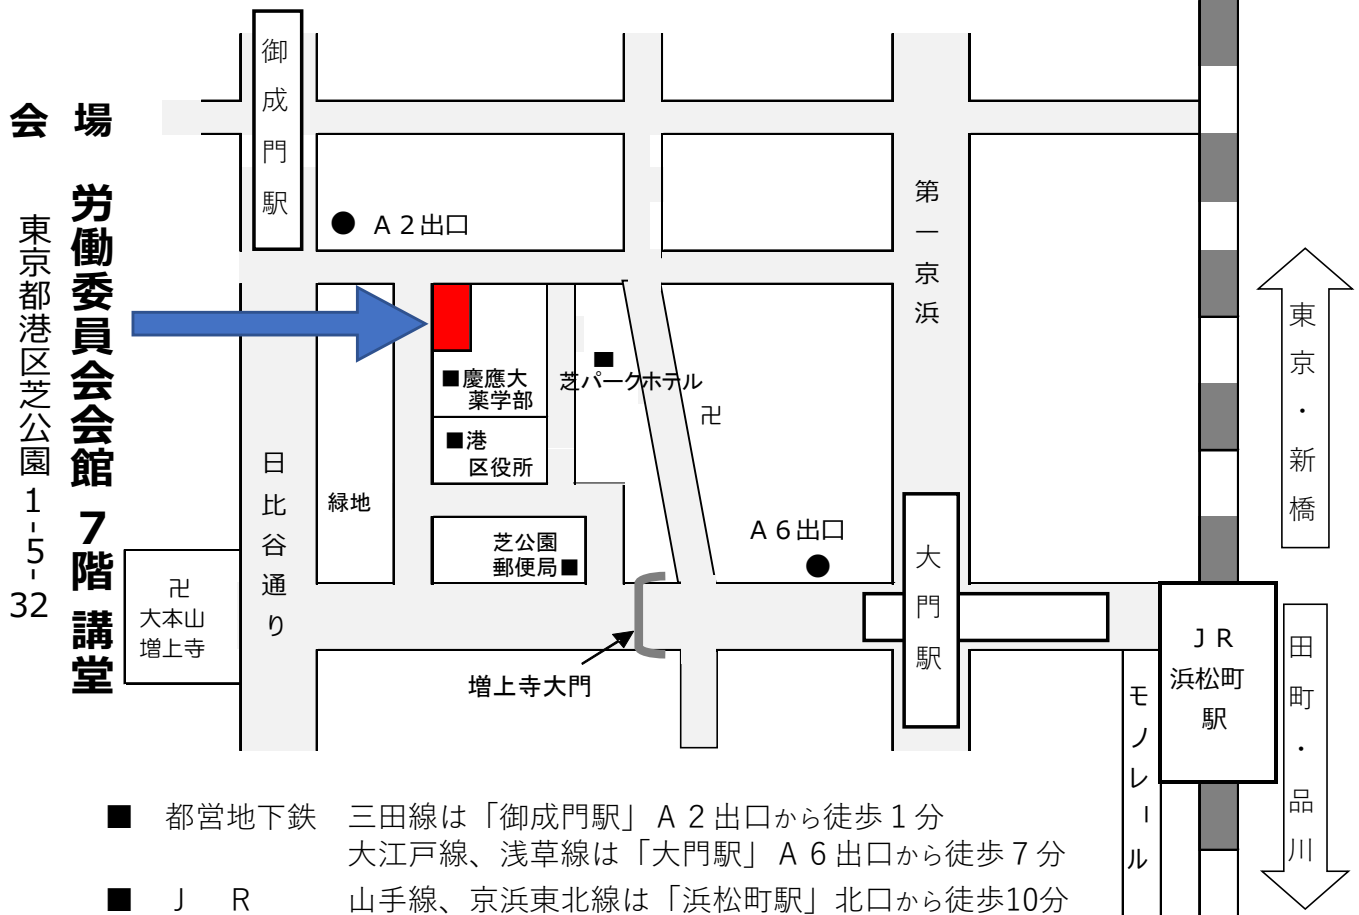 会場 労働委員会会館 7階 講堂
東京都港区芝公園 1-5-32
御成門駅
● Ａ２出口
第一京浜
東京・新橋
■慶應大
薬学部
■
芝パークホテル
卍
■港
区役所
日比谷通り
緑地
芝公園
郵便局■
Ａ６出口
●
大門駅
卍
大本山
増上寺
増上寺大門
ＪＲ
浜松町
駅
モノレール
田町・品川
■ 都営地下鉄 三田線は「御成門駅」Ａ２出口から徒歩１分
大江戸線、浅草線は「大門駅」Ａ６出口から徒歩７分
■ Ｊ Ｒ 山手線、京浜東北線は「浜松町駅」北口から徒歩10分